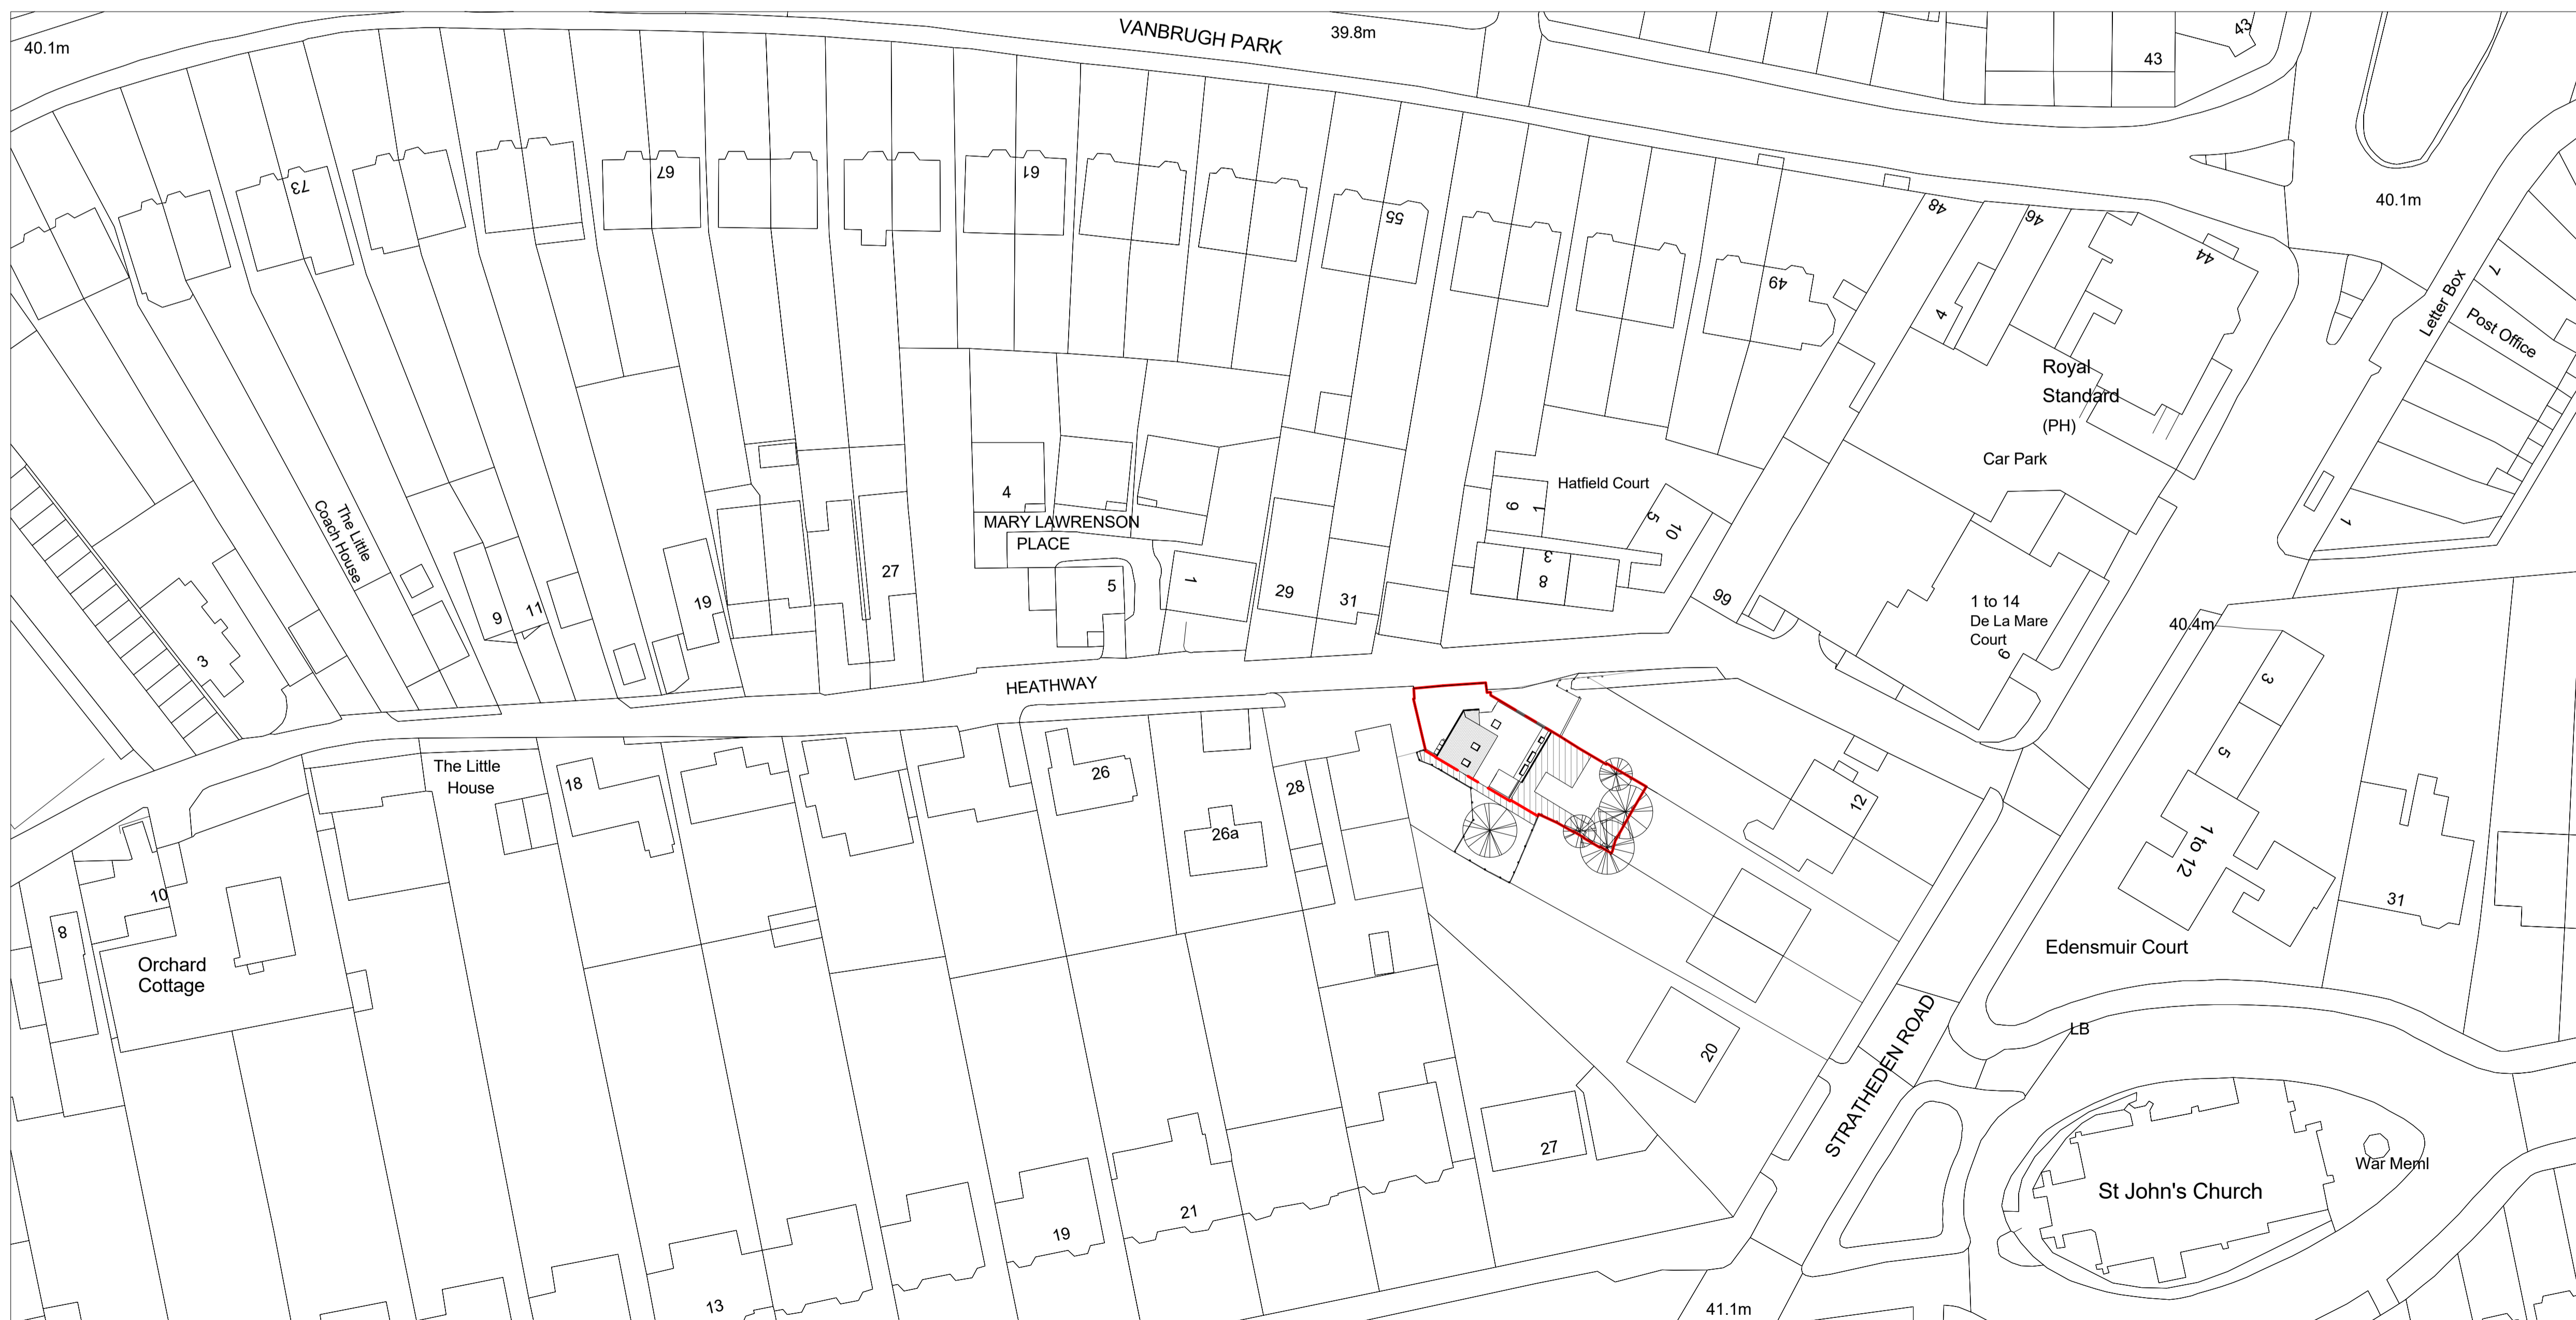 VANBRUGH PARK
39.8m
40.1m
43
43
73
67
61
55
49
48
46
44
40.1m
4
7
Letter Box
Post Office
Royal
Standard
(PH)
Car Park
Hatfield Court
The Little
Coach House
4
MARY LAWRENSON
PLACE
6
1
5
10
1
3
9
11
19
27
5
1
29
31
3
8
66
1 to 14
De La Mare
Court
9
40.4m
3
5
HEATHWAY
The Little
House
18
26
26a
28
12
1 to 12
10
8
Orchard
Cottage
31
Edensmuir Court
20
LB
STRATHEDEN ROAD
27
War Meml
St John's Church
21
19
13
41.1m